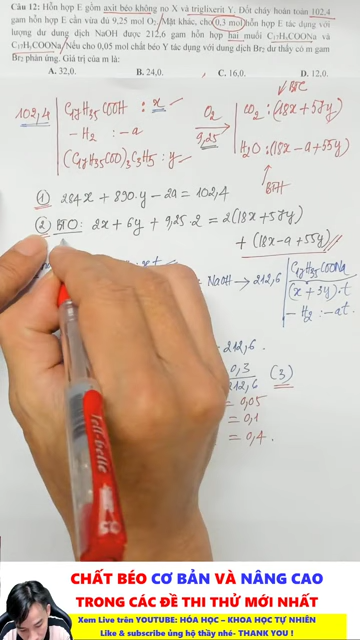 Câu 12: Hỗn hợp E gồm axit béo không no X và triglixerit Y. Đốt cháy hoàn toàn 102,4
gam hỗn hợp E cần vừa đủ 9,25 mol O₂. Mặt khác, cho 0,3 mol hỗn hợp E tác dụng với
lượng dư dung dịch NaOH được 212,6 gam hỗn hợp hai muối C₁₇H₃₃COONa và
C₁₇H₃₅COONa. Nếu cho 0,05 mol chất béo Y tác dụng với dung dịch Br₂ dư thấy có m gam
Br₂ phản ứng. Giá trị của m là:
A. 32,0. B. 24,0. C. 16,0. D. 12,0.
BTC
102,4 C₁₇H₃₅COOH : x O₂ CO₂ : (18x + 57y)
- H₂ : -a 9,25
(C₁₇H₃₅COO)₃C₃H₅ : y H₂O : (18x - a + 55y)
BTH
① 284x + 890.y - 2a = 102,4
② BTO: 2x + 6y + 9,25.2 = 2(18x + 57y)
+ (18x - a + 55y)
NaOH → 212,6 C₁₇H₃₅COONa
(x + 3y).t
- H₂ : -at.
212,6.
0,3
212,6 (3)
= 0,05
= 0,1
= 0,4.
CHẤT BÉO CƠ BẢN VÀ NÂNG CAO
TRONG CÁC ĐỀ THI THỬ MỚI NHẤT
Xem Live trên YOUTUBE: HÓA HỌC – KHOA HỌC TỰ NHIÊN
Like & subscribe ủng hộ thầy nhé- THANK YOU !